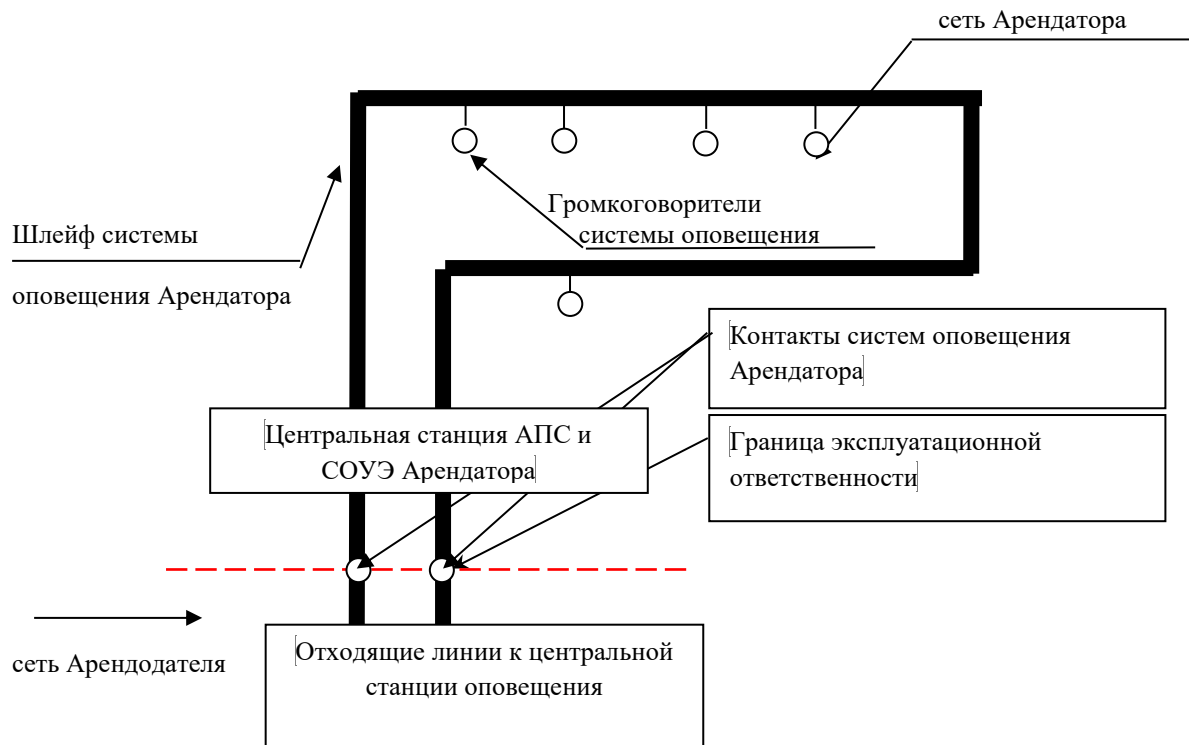 сеть Арендатора
Громкоговорители
системы оповещения
Шлейф системы
оповещения Арендатора
Контакты систем оповещения
Арендатора
Центральная станция АПС и
СОУЭ Арендатора
Граница эксплуатационной
ответственности
сеть Арендодателя
Отходящие линии к центральной
станции оповещения